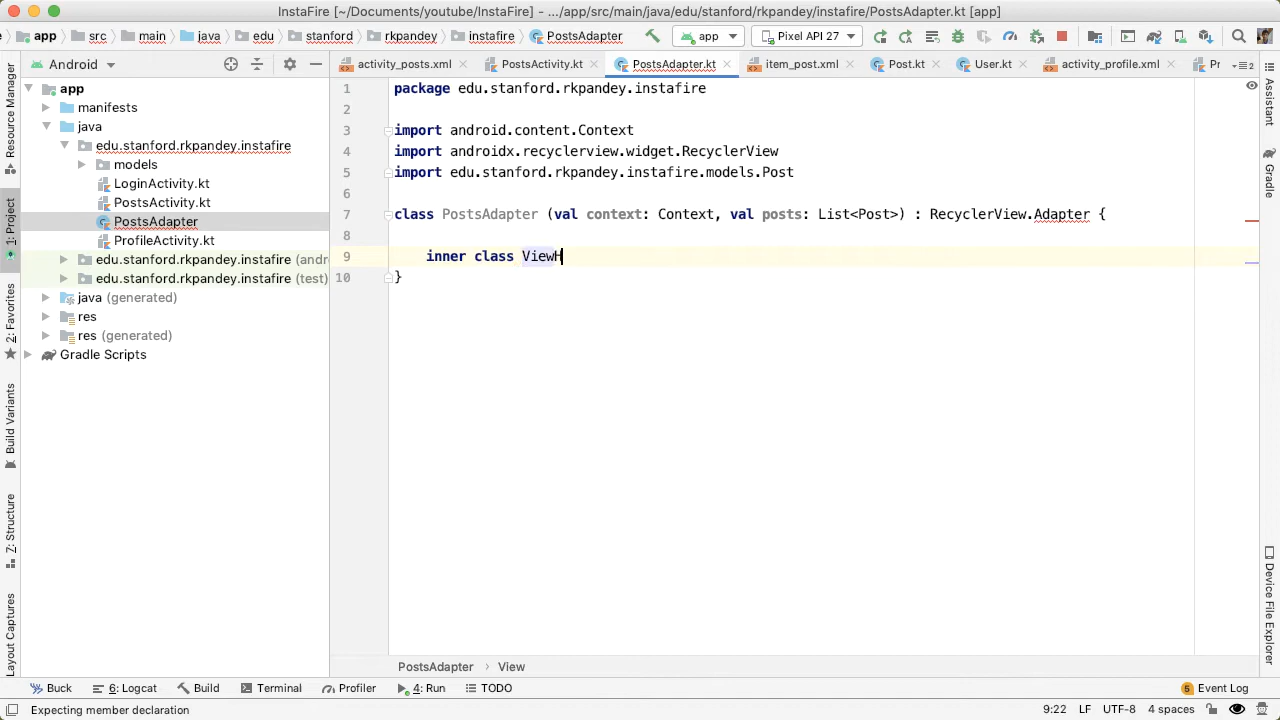 InstaFire [~/Documents/youtube/InstaFire] - .../app/src/main/java/edu/stanford/rkpandey/instafire/PostsAdapter.kt [app]
app src main java edu stanford rkpandey instafire PostsAdapter app Pixel API 27
Android activity_posts.xml PostsActivity.kt PostsAdapter.kt item_post.xml Post.kt User.kt activity_profile.xml Pr 2
Resource Manager
1: Project
2: Favorites
Build Variants
7: Structure
Layout Captures
app
manifests
java
edu.stanford.rkpandey.instafire
models
LoginActivity.kt
PostsActivity.kt
PostsAdapter
ProfileActivity.kt
edu.stanford.rkpandey.instafire (andr
edu.stanford.rkpandey.instafire (test)
java (generated)
res
res (generated)
Gradle Scripts
1 package edu.stanford.rkpandey.instafire
2
3 import android.content.Context
4 import androidx.recyclerview.widget.RecyclerView
5 import edu.stanford.rkpandey.instafire.models.Post
6
7 class PostsAdapter (val context: Context, val posts: List<Post>) : RecyclerView.Adapter {
8
9 inner class ViewH
10 }
Assistant
Gradle
Device File Explorer
PostsAdapter › View
Buck 6: Logcat Build Terminal Profiler 4: Run TODO 5 Event Log
Expecting member declaration 9:22 LF UTF-8 4 spaces